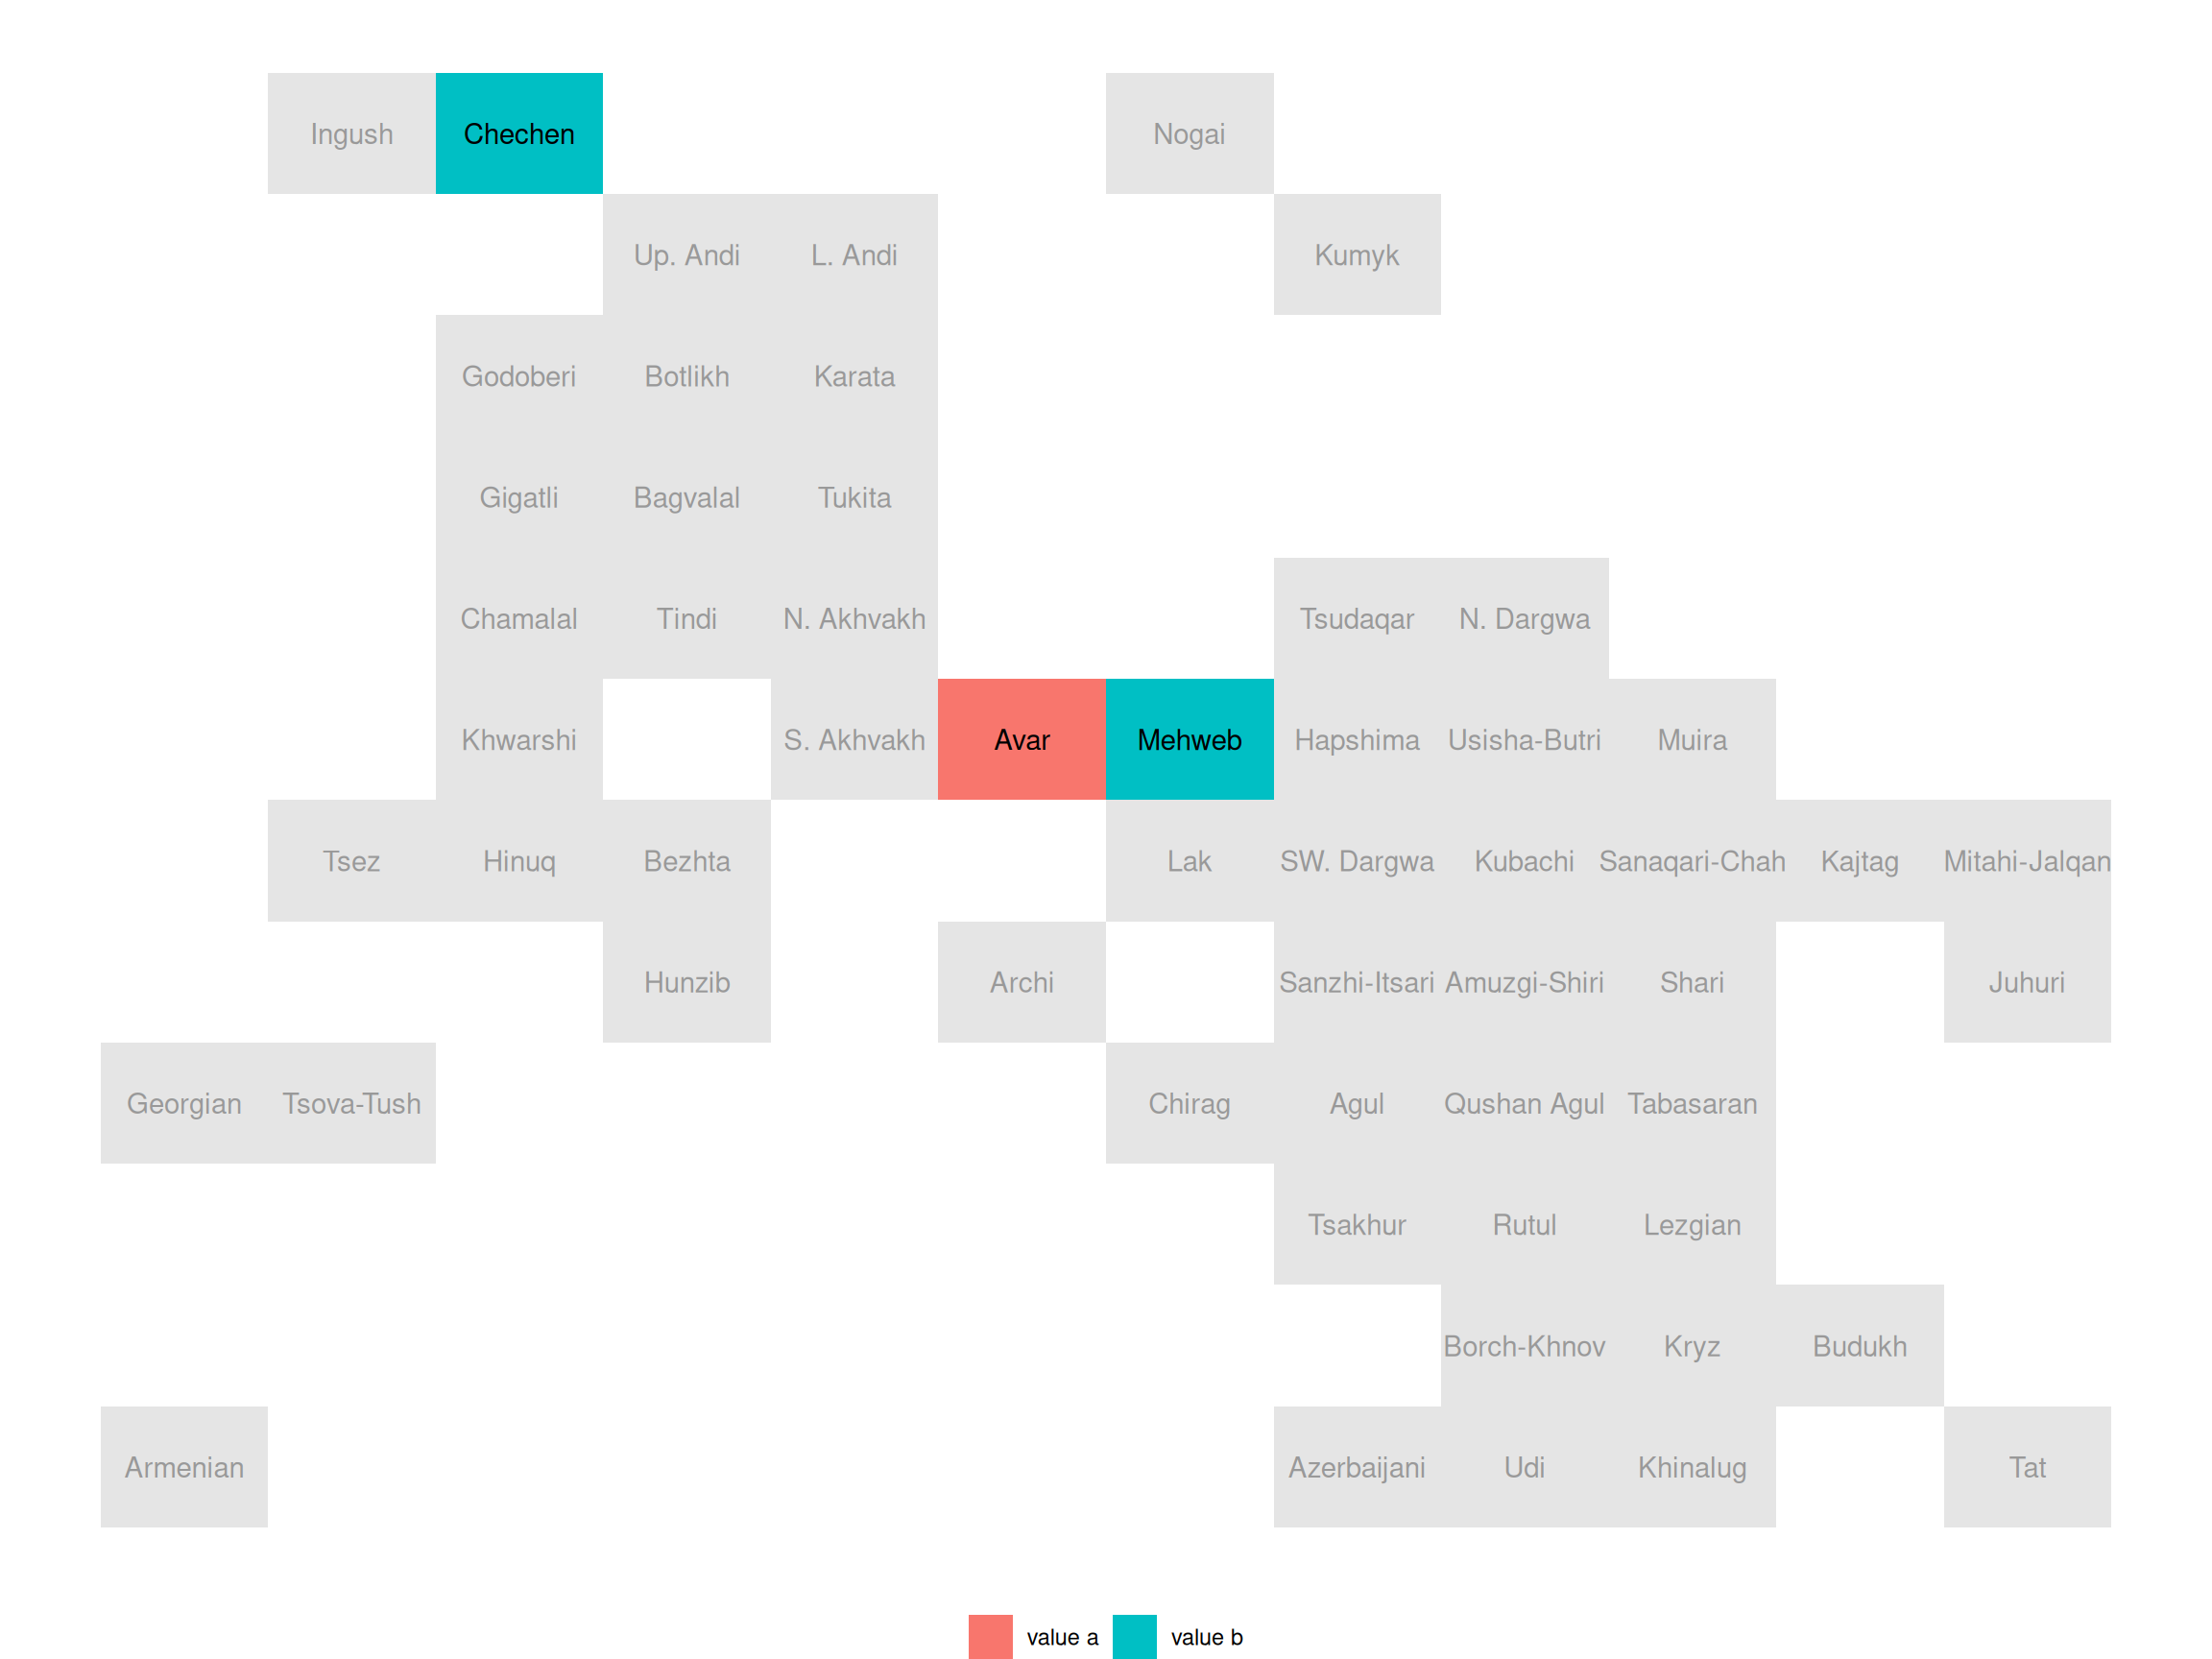 Ingush Chechen Nogai
Up. Andi L. Andi Kumyk
Godoberi Botlikh Karata
Gigatli Bagvalal Tukita
Chamalal Tindi N. Akhvakh Tsudaqar N. Dargwa
Khwarshi S. Akhvakh Avar Mehweb Hapshima Usisha-Butri Muira
Tsez Hinuq Bezhta Lak SW. Dargwa Kubachi Sanaqari-Chah Kajtag Mitahi-Jalqan
Hunzib Archi Sanzhi-Itsari Amuzgi-Shiri Shari Juhuri
Georgian Tsova-Tush Chirag Agul Qushan Agul Tabasaran
Tsakhur Rutul Lezgian
Borch-Khnov Kryz Budukh
Armenian Azerbaijani Udi Khinalug Tat
value a value b